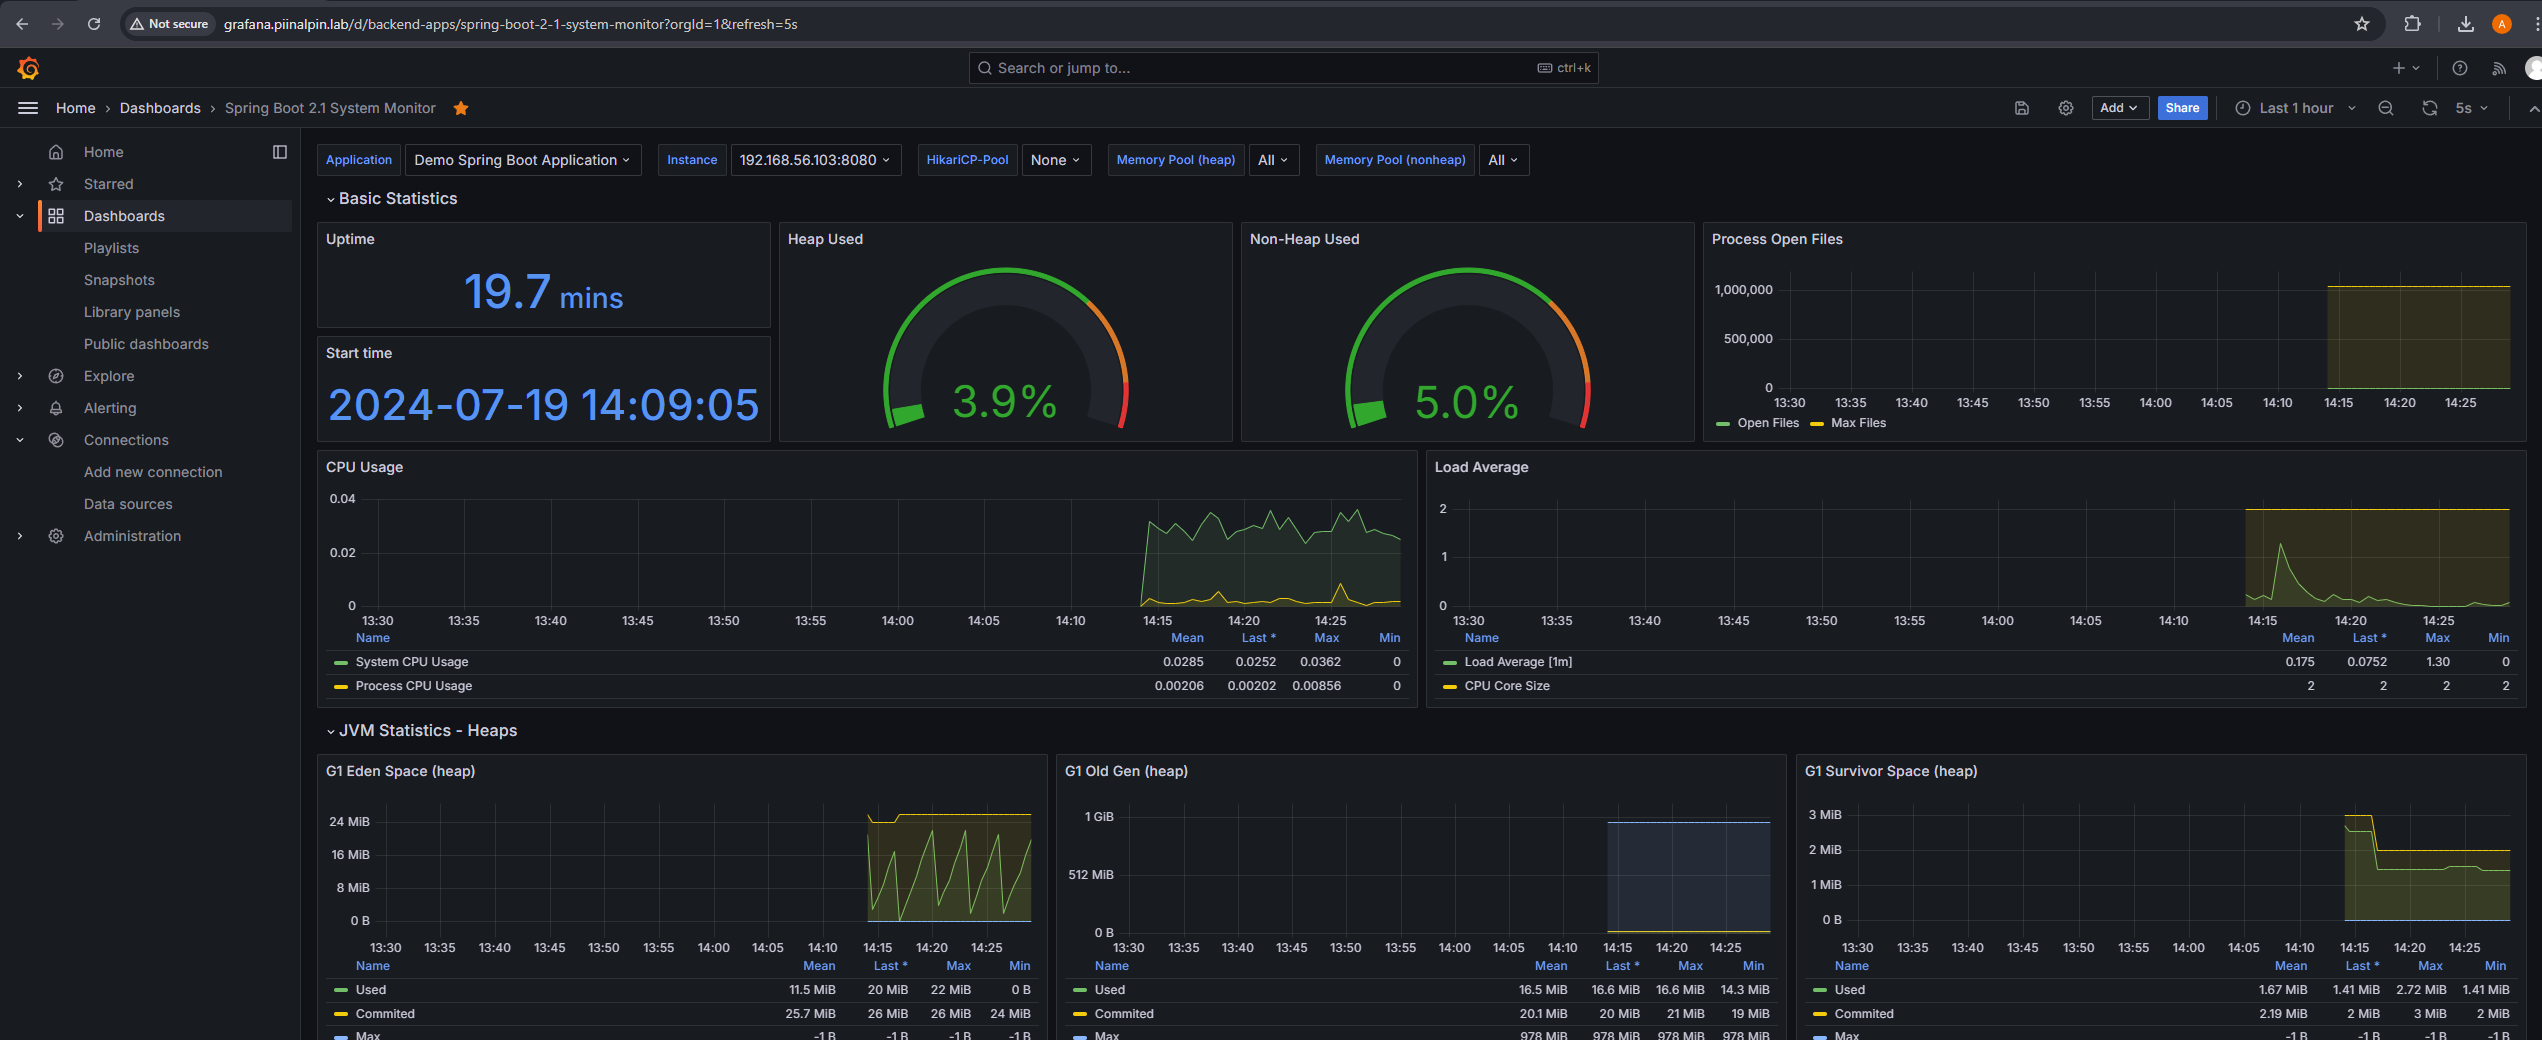 Not secure grafana.piinalpin.lab/d/backend-apps/spring-boot-2-1-system-monitor?orgId=1&refresh=5s A
Search or jump to... ctrl+k
Home › Dashboards › Spring Boot 2.1 System Monitor Add Share Last 1 hour 5s
Home
Starred
Dashboards
Playlists
Snapshots
Library panels
Public dashboards
Explore
Alerting
Connections
Add new connection
Data sources
Administration
Application Demo Spring Boot Application Instance 192.168.56.103:8080 HikariCP-Pool None Memory Pool (heap) All Memory Pool (nonheap) All
Basic Statistics
Uptime
19.7 mins
Start time
2024-07-19 14:09:05
Heap Used
3.9%
Non-Heap Used
5.0%
Process Open Files
1,000,000
500,000
0
13:30 13:35 13:40 13:45 13:50 13:55 14:00 14:05 14:10 14:15 14:20 14:25
Open Files Max Files
CPU Usage
0.04
0.02
0
13:30 13:35 13:40 13:45 13:50 13:55 14:00 14:05 14:10 14:15 14:20 14:25
Name Mean Last * Max Min
System CPU Usage 0.0285 0.0252 0.0362 0
Process CPU Usage 0.00206 0.00202 0.00856 0
Load Average
2
1
0
13:30 13:35 13:40 13:45 13:50 13:55 14:00 14:05 14:10 14:15 14:20 14:25
Name Mean Last * Max Min
Load Average [1m] 0.175 0.0752 1.30 0
CPU Core Size 2 2 2 2
JVM Statistics - Heaps
G1 Eden Space (heap)
24 MiB
16 MiB
8 MiB
0 B
13:30 13:35 13:40 13:45 13:50 13:55 14:00 14:05 14:10 14:15 14:20 14:25
Name Mean Last * Max Min
Used 11.5 MiB 20 MiB 22 MiB 0 B
Commited 25.7 MiB 26 MiB 26 MiB 24 MiB
Max -1 B -1 B -1 B -1 B
G1 Old Gen (heap)
1 GiB
512 MiB
0 B
13:30 13:35 13:40 13:45 13:50 13:55 14:00 14:05 14:10 14:15 14:20 14:25
Name Mean Last * Max Min
Used 16.5 MiB 16.6 MiB 16.6 MiB 14.3 MiB
Commited 20.1 MiB 20 MiB 21 MiB 19 MiB
Max 978 MiB 978 MiB 978 MiB 978 MiB
G1 Survivor Space (heap)
3 MiB
2 MiB
1 MiB
0 B
13:30 13:35 13:40 13:45 13:50 13:55 14:00 14:05 14:10 14:15 14:20 14:25
Name Mean Last * Max Min
Used 1.67 MiB 1.41 MiB 2.72 MiB 1.41 MiB
Commited 2.19 MiB 2 MiB 3 MiB 2 MiB
Max -1 B -1 B -1 B -1 B